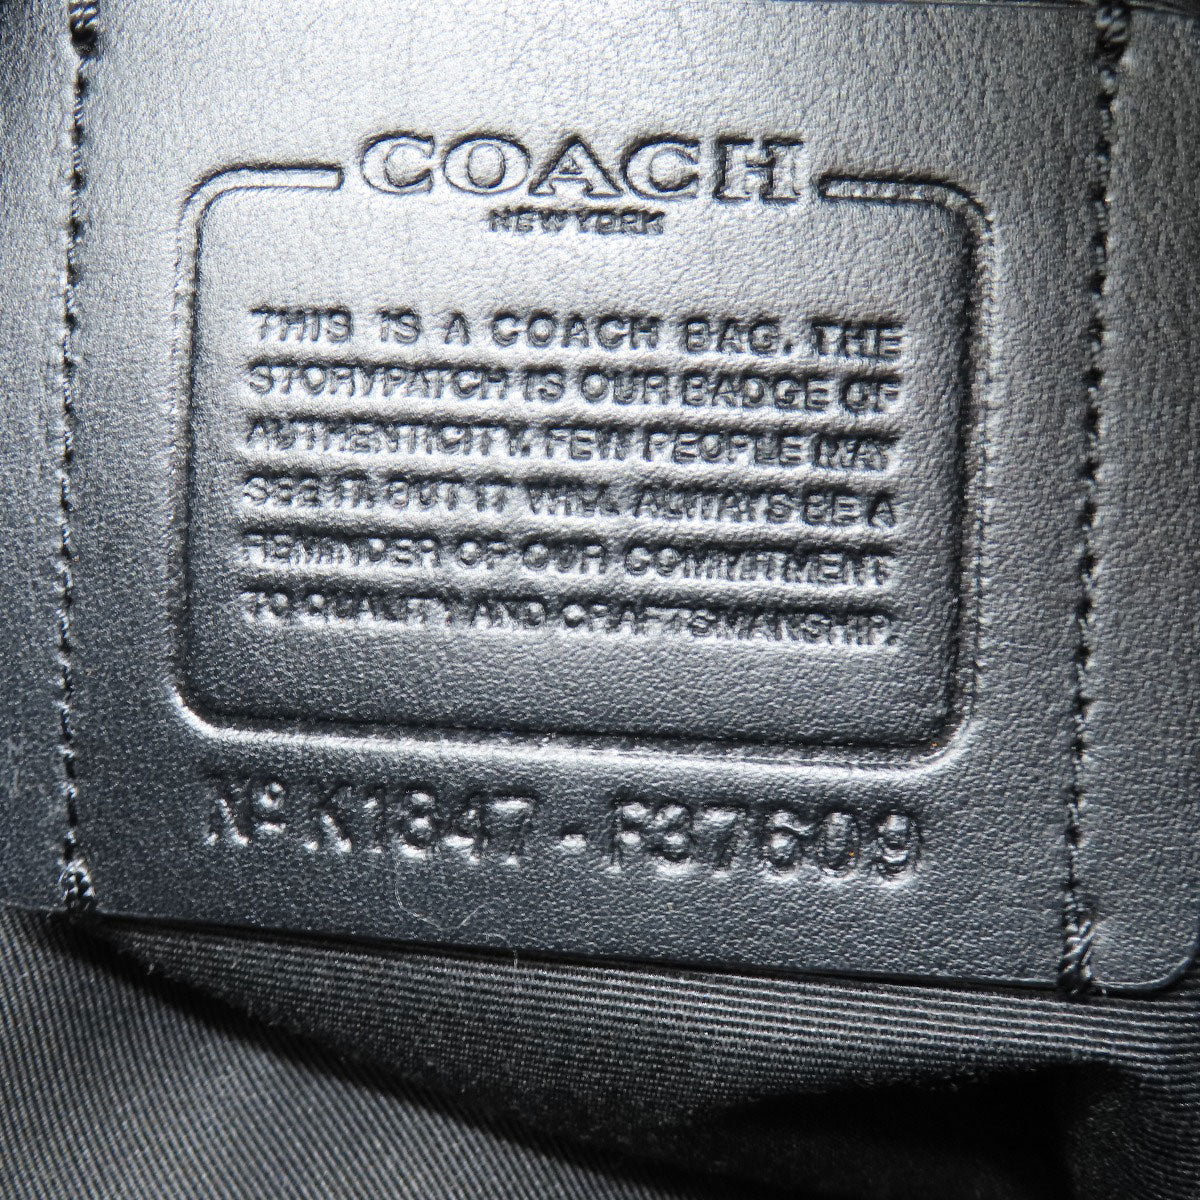 COACH
NEW YORK
THIS IS A COACH BAG. THE
STORYPATCH IS OUR BADGE OF
AUTHENTICITY. FEW PEOPLE MAY
SEE IT. BUT IT WILL ALWAYS BE A
REMINDER OF OUR COMMITMENT
TO QUALITY AND CRAFTSMANSHIP.
Nº K1847-F37609